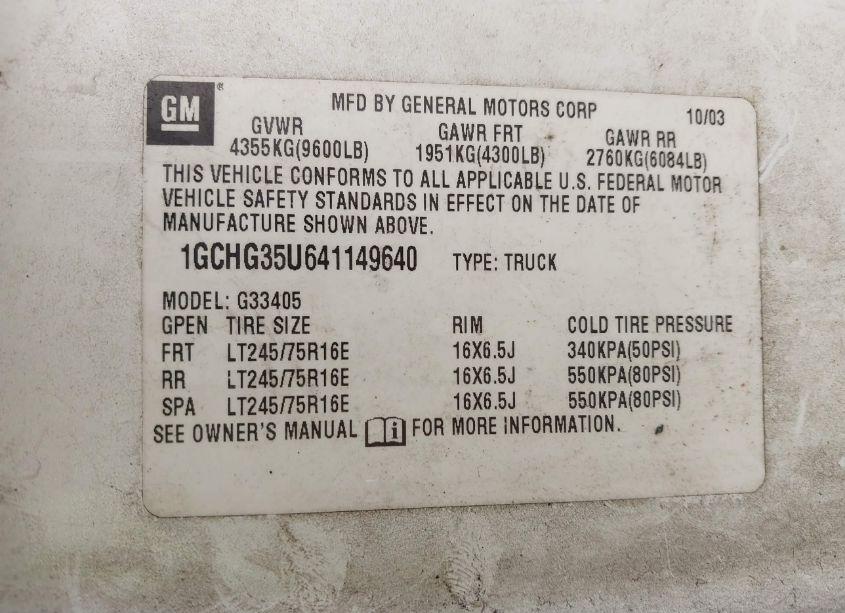 GM®
MFD BY GENERAL MOTORS CORP 10/03
GVWR GAWR FRT GAWR RR
4355KG(9600LB) 1951KG(4300LB) 2760KG(6084LB)
THIS VEHICLE CONFORMS TO ALL APPLICABLE U.S. FEDERAL MOTOR
VEHICLE SAFETY STANDARDS IN EFFECT ON THE DATE OF
MANUFACTURE SHOWN ABOVE.
1GCHG35U641149640 TYPE: TRUCK
MODEL: G33405
GPEN TIRE SIZE RIM COLD TIRE PRESSURE
FRT LT245/75R16E 16X6.5J 340KPA(50PSI)
RR LT245/75R16E 16X6.5J 550KPA(80PSI)
SPA LT245/75R16E 16X6.5J 550KPA(80PSI)
SEE OWNER'S MANUAL i FOR MORE INFORMATION.